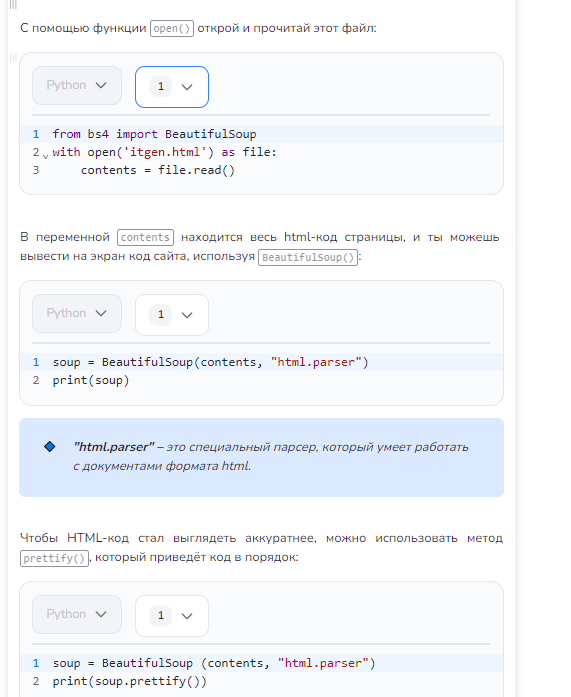 С помощью функции open() открой и прочитай этот файл:
Python
1
1 from bs4 import BeautifulSoup
2 with open('itgen.html') as file:
3     contents = file.read()
В переменной contents находится весь html-код страницы, и ты можешь
вывести на экран код сайта, используя BeautifulSoup():
Python
1
1 soup = BeautifulSoup(contents, "html.parser")
2 print(soup)
"html.parser" – это специальный парсер, который умеет работать
с документами формата html.
Чтобы HTML-код стал выглядеть аккуратнее, можно использовать метод
prettify(), который приведёт код в порядок:
Python
1
1 soup = BeautifulSoup (contents, "html.parser")
2 print(soup.prettify())